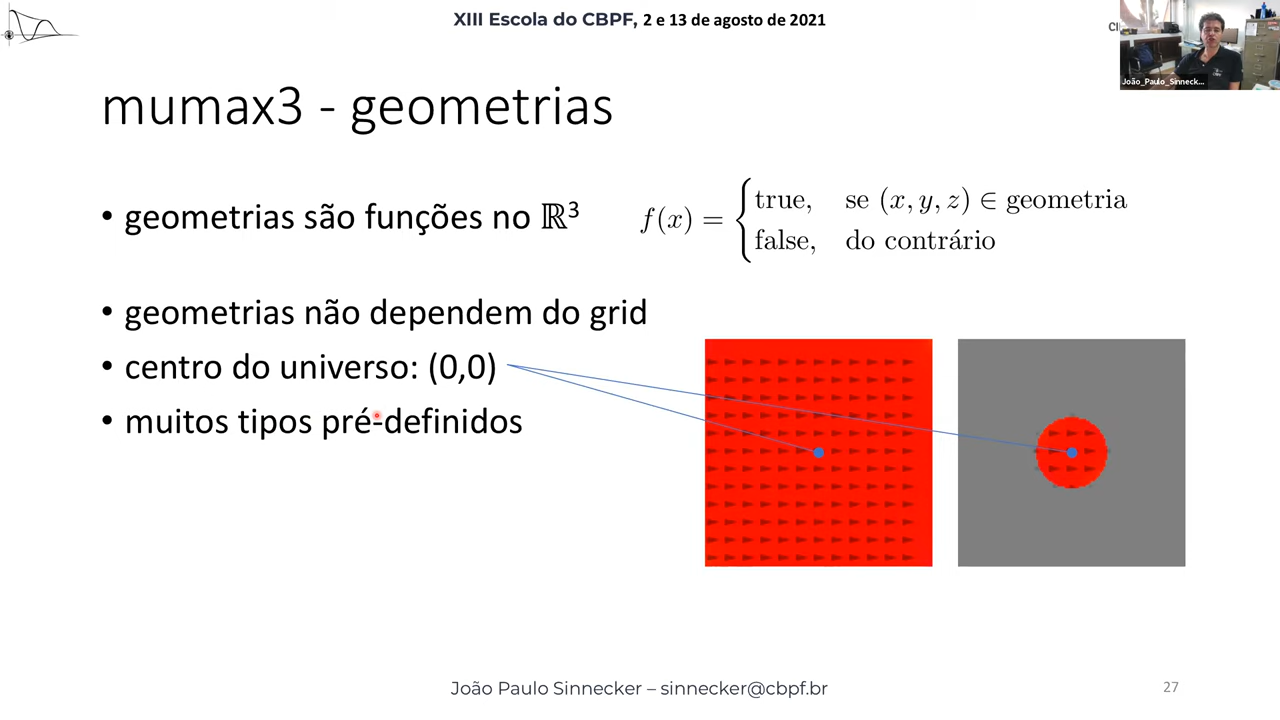 XIII Escola do CBPF, 2 e 13 de agosto de 2021
João_Paulo_Sinneck...
mumax3 - geometrias
• geometrias são funções no ℝ³
f(x) = { true, se (x, y, z) ∈ geometria
false, do contrário
• geometrias não dependem do grid
• centro do universo: (0,0)
• muitos tipos pré-definidos
João Paulo Sinnecker – sinnecker@cbpf.br
27